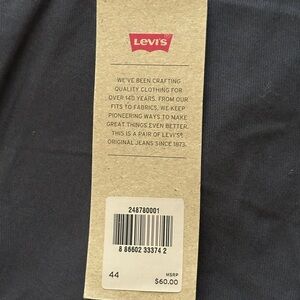 LEVI'S
WE'VE BEEN CRAFTING
QUALITY CLOTHING FOR
OVER 140 YEARS. FROM OUR
FITS TO FABRICS, WE KEEP
PIONEERING WAYS TO MAKE
GREAT THINGS EVEN BETTER.
THIS IS A PAIR OF LEVI'S®
ORIGINAL JEANS SINCE 1873.
248780001
8 86602 33374 2
44
MSRP
$60.00